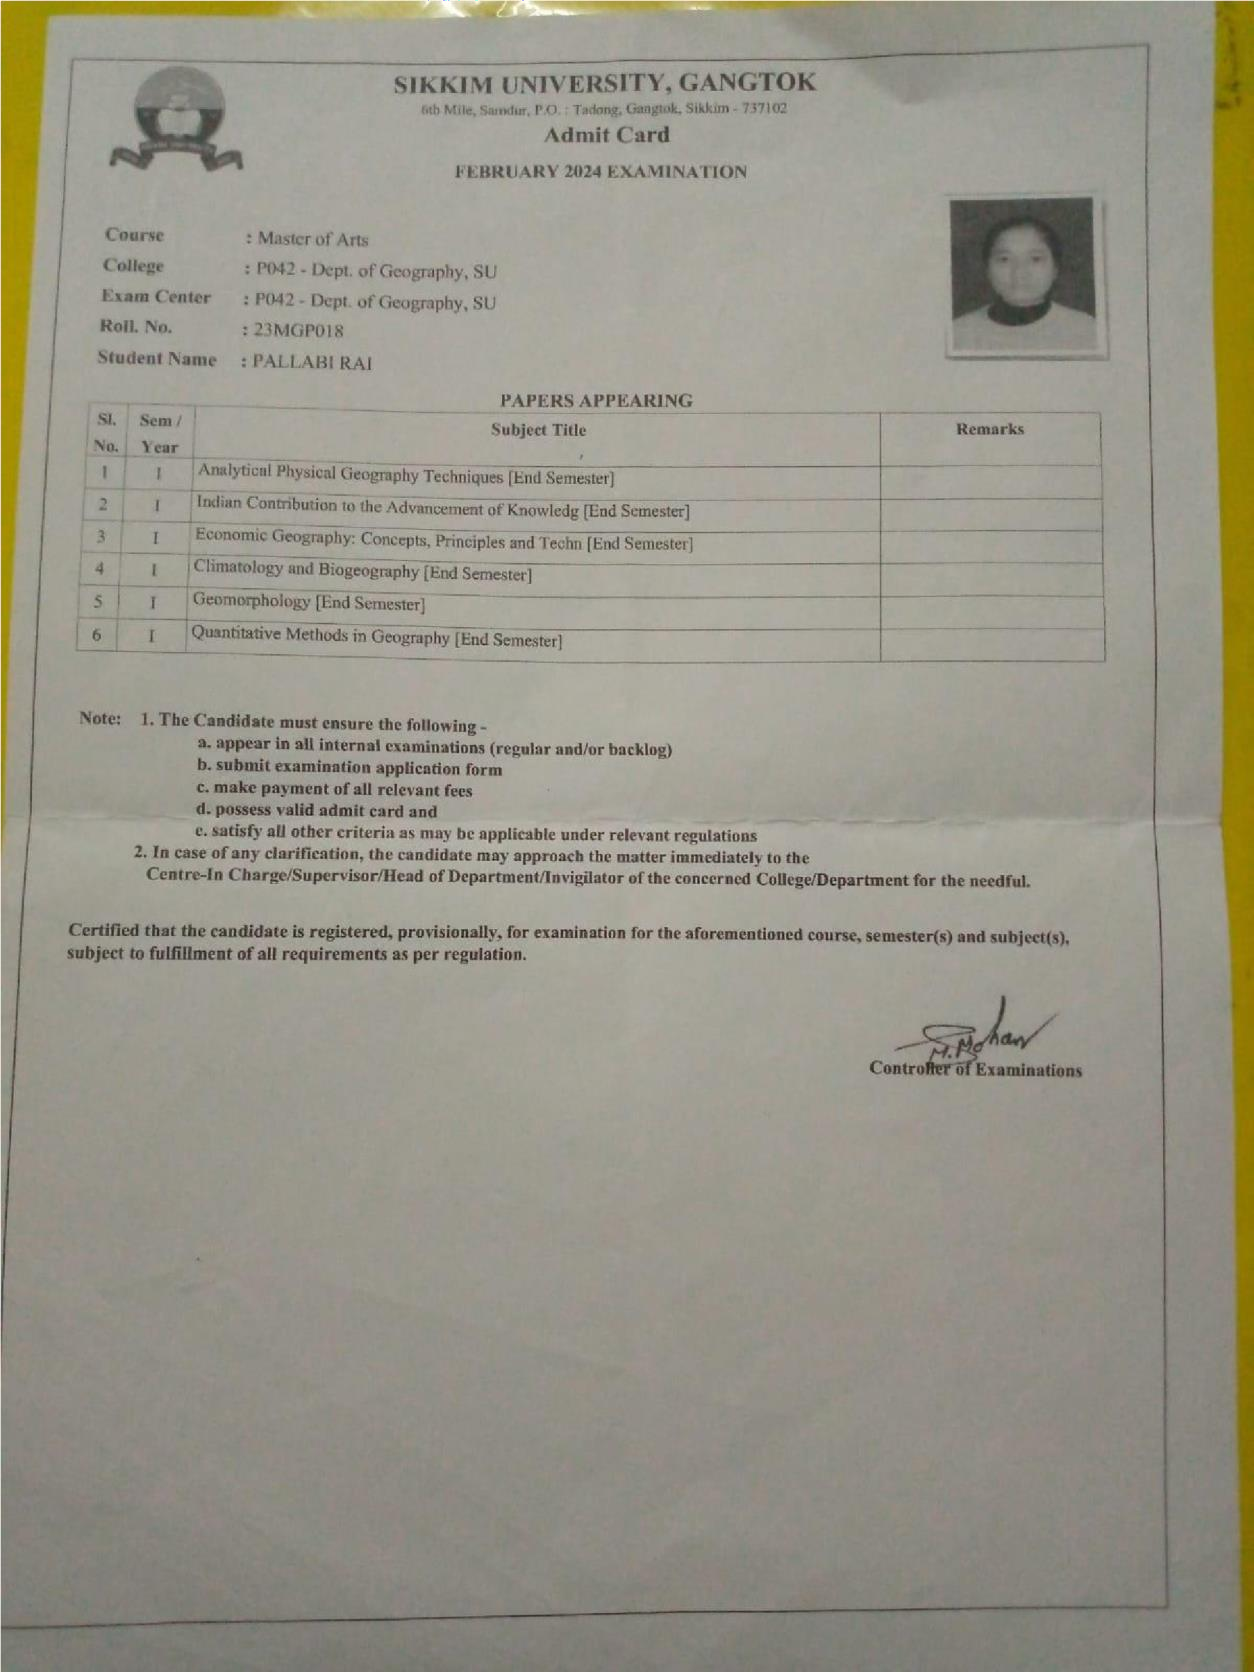 SIKKIM UNIVERSITY, GANGTOK
6th Mile, Samdur, P.O. : Tadong, Gangtok, Sikkim - 737102
Admit Card
FEBRUARY 2024 EXAMINATION
Course : Master of Arts
College : P042 - Dept. of Geography, SU
Exam Center : P042 - Dept. of Geography, SU
Roll. No. : 23MGP018
Student Name : PALLABI RAI
PAPERS APPEARING
Sl. No. Sem / Year Subject Title Remarks
1 I Analytical Physical Geography Techniques [End Semester]
2 I Indian Contribution to the Advancement of Knowledg [End Semester]
3 I Economic Geography: Concepts, Principles and Techn [End Semester]
4 I Climatology and Biogeography [End Semester]
5 I Geomorphology [End Semester]
6 I Quantitative Methods in Geography [End Semester]
Note: 1. The Candidate must ensure the following -
a. appear in all internal examinations (regular and/or backlog)
b. submit examination application form
c. make payment of all relevant fees
d. possess valid admit card and
e. satisfy all other criteria as may be applicable under relevant regulations
2. In case of any clarification, the candidate may approach the matter immediately to the
Centre-In Charge/Supervisor/Head of Department/Invigilator of the concerned College/Department for the needful.
Certified that the candidate is registered, provisionally, for examination for the aforementioned course, semester(s) and subject(s),
subject to fulfillment of all requirements as per regulation.
M. Mohan
Controller of Examinations